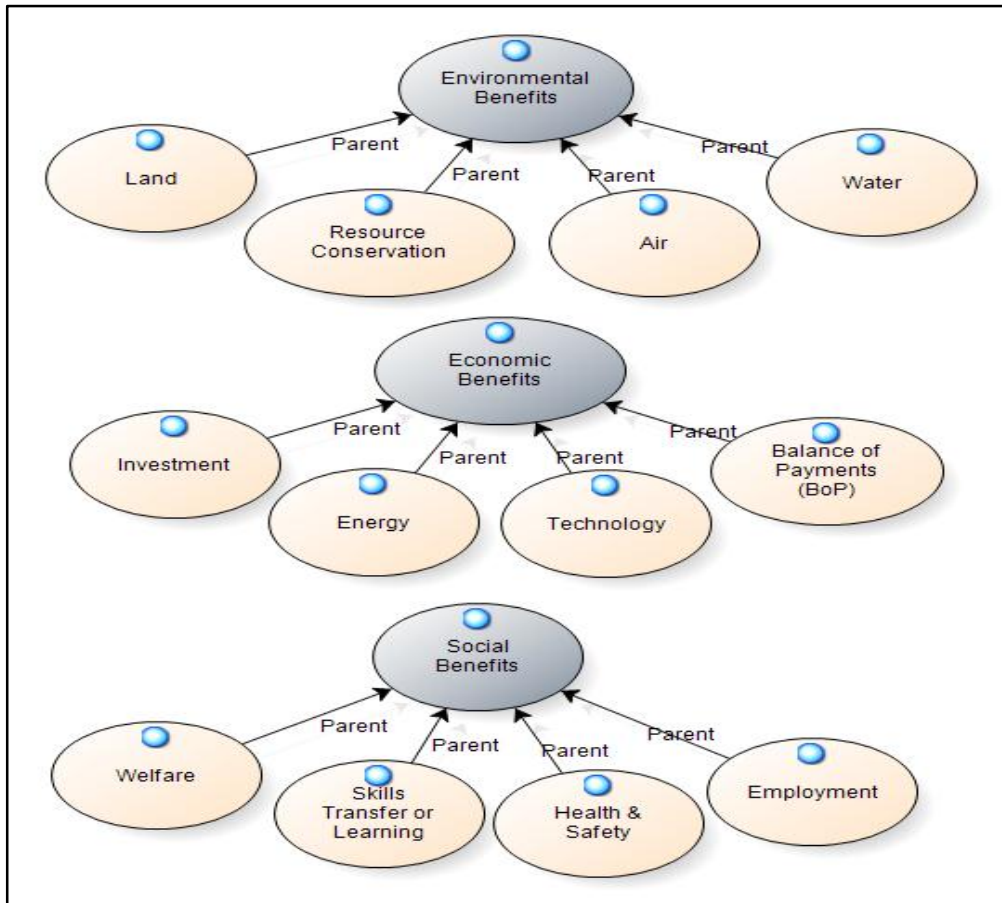 Environmental
Benefits
Parent
Parent
Parent
Parent
Land
Resource
Conservation
Air
Water
Economic
Benefits
Parent
Parent
Parent
Parent
Investment
Energy
Technology
Balance of
Payments
(BoP)
Social
Benefits
Parent
Parent
Parent
Parent
Welfare
Skills
Transfer or
Learning
Health &
Safety
Employment